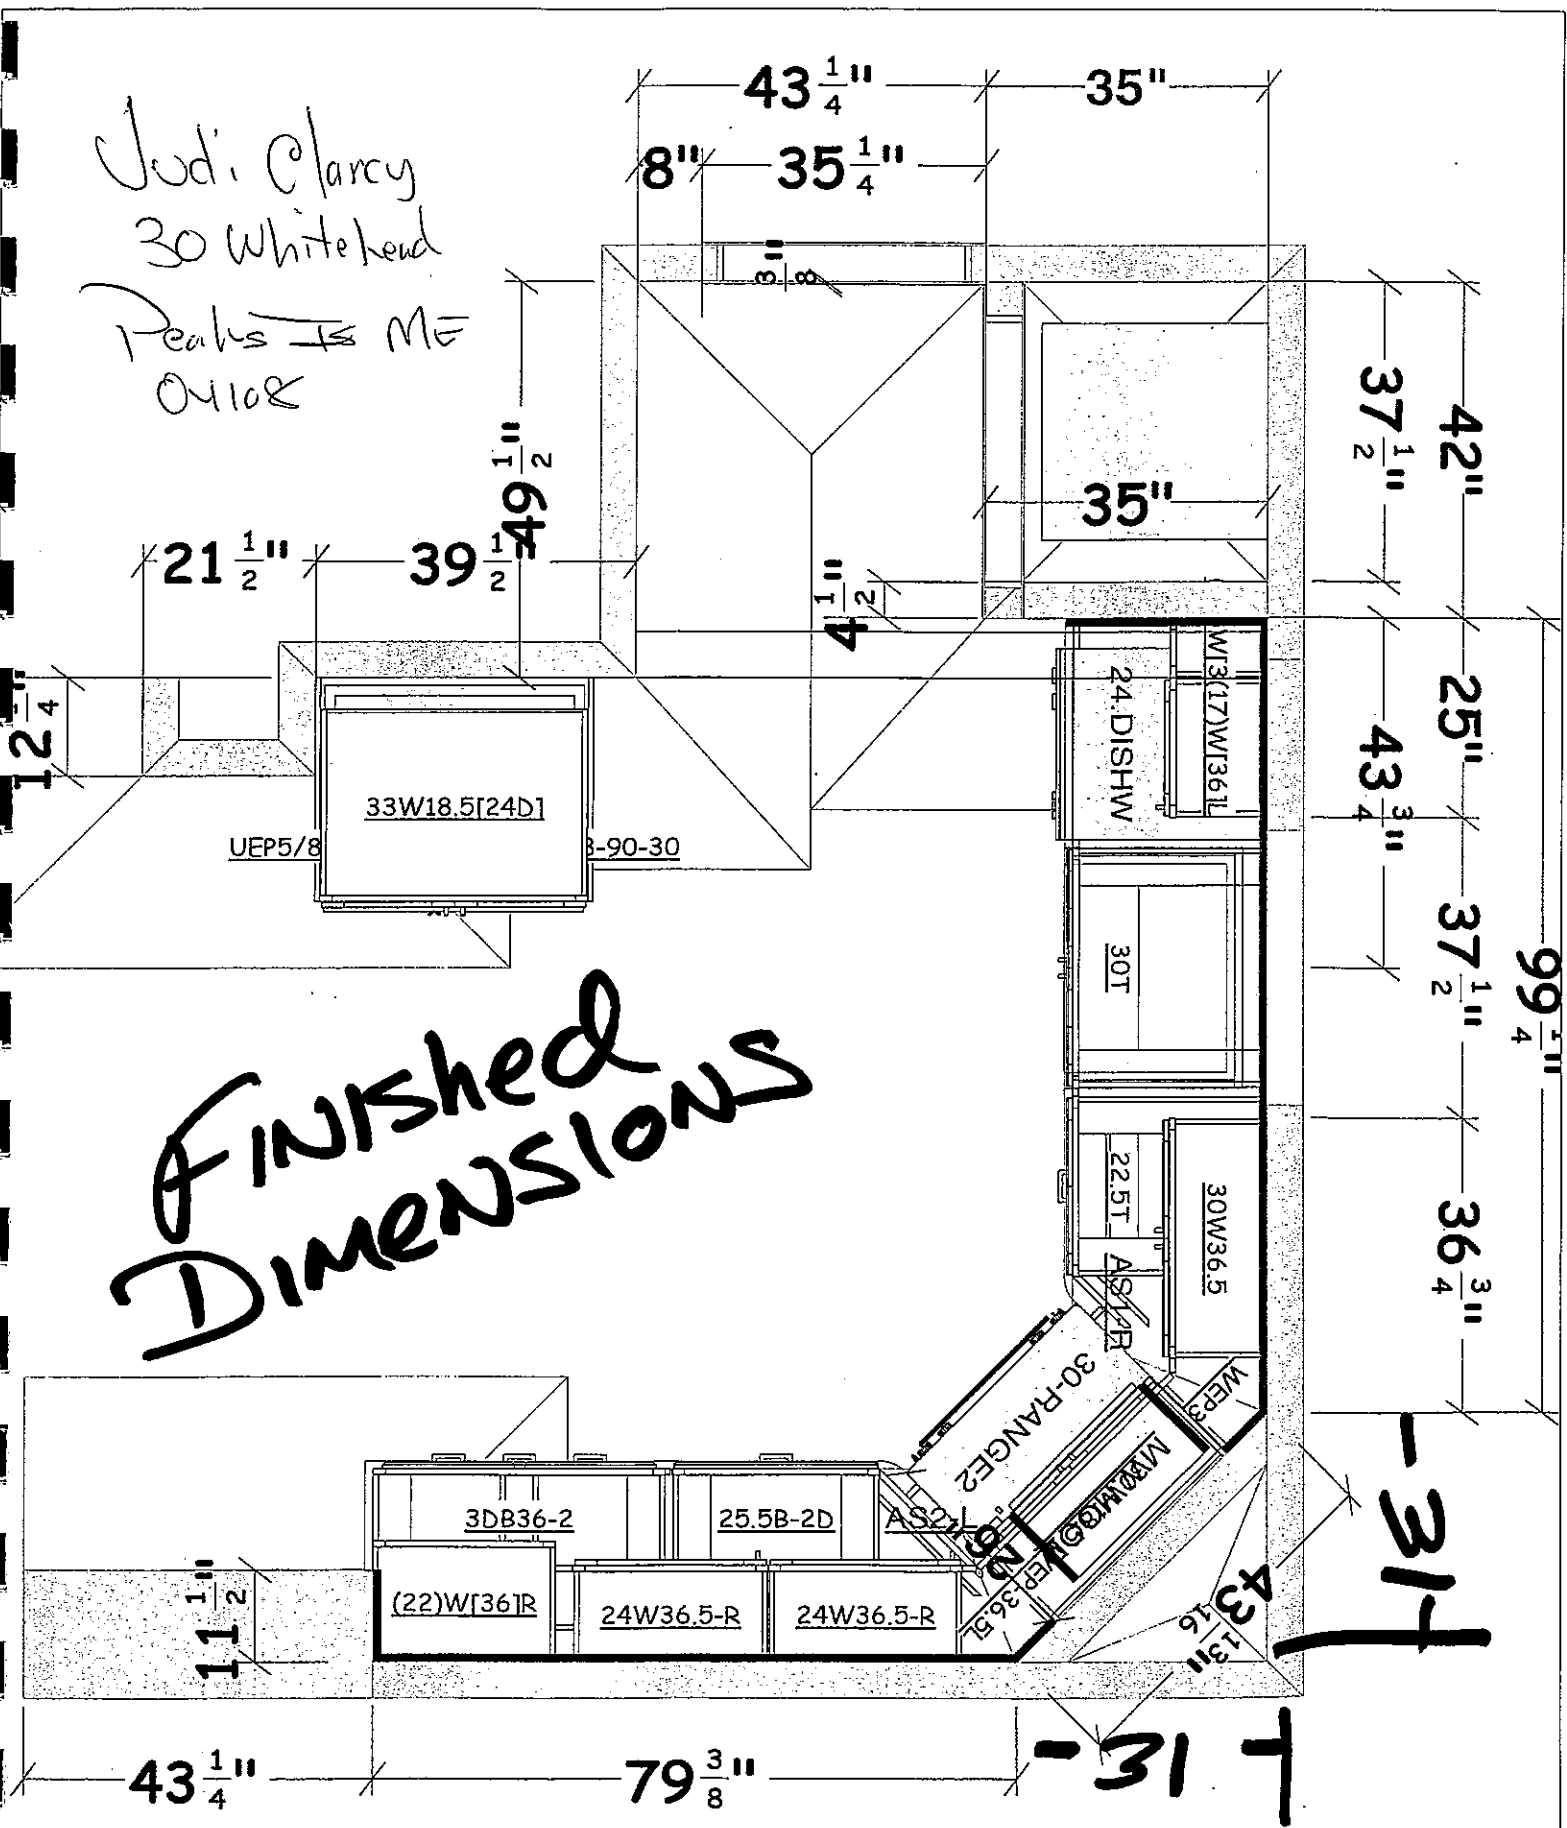 43 1/4" 35"
8" 35 1/4"
Judi Clarcy
30 Whitehead
Peaks Is ME
04108
3/8"
49 1/2"
37 1/2"
42"
35"
21 1/2" 39 1/2"
4 1/2"
12 1/4"
W[3(17)W[36]L
24.DISHW
25"
43 3/4"
33W18.5[24D]
UEP5/8
3-90-30
30T
37 1/2"
99 1/4"
Finished
Dimensions
22.5T
30W36.5
36 3/4"
AS1-R
WEP3
30-RANGE2
31
3DB36-2
25.5B-2D
AS2-L
(22)W[36]R
24W36.5-R
24W36.5-R
11 1/2"
43 13/16"
43 1/4"
79 3/8"
31